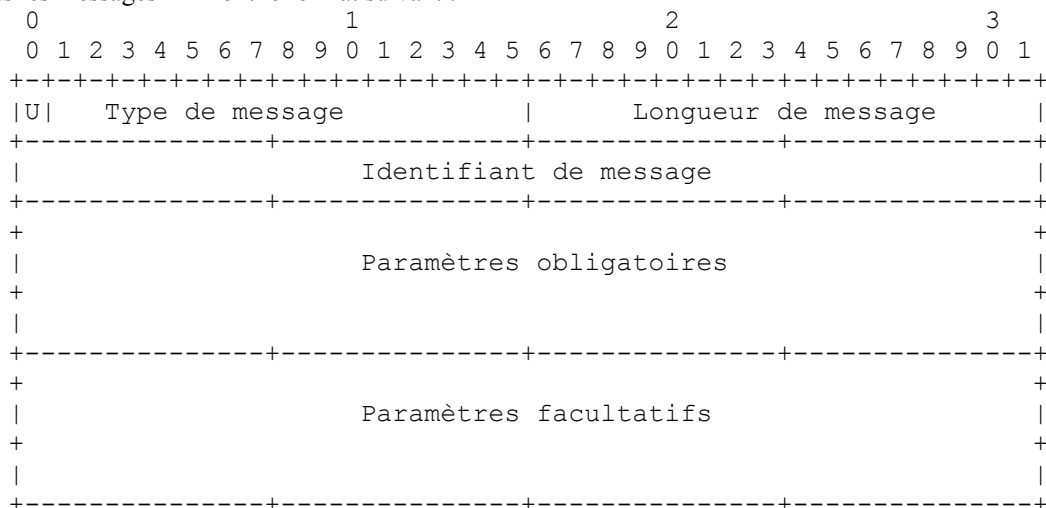 0 1 2 3
0 1 2 3 4 5 6 7 8 9 0 1 2 3 4 5 6 7 8 9 0 1 2 3 4 5 6 7 8 9 0 1
+-+-+-+-+-+-+-+-+-+-+-+-+-+-+-+-+-+-+-+-+-+-+-+-+-+-+-+-+-+-+-+-+
|U| Type de message | Longueur de message |
+---------------+---------------+---------------+---------------+
| Identifiant de message |
+---------------+---------------+---------------+---------------+
+ +
| Paramètres obligatoires |
+ +
| |
+---------------+---------------+---------------+---------------+
+ +
| Paramètres facultatifs |
+ +
| |
+---------------+---------------+---------------+---------------+